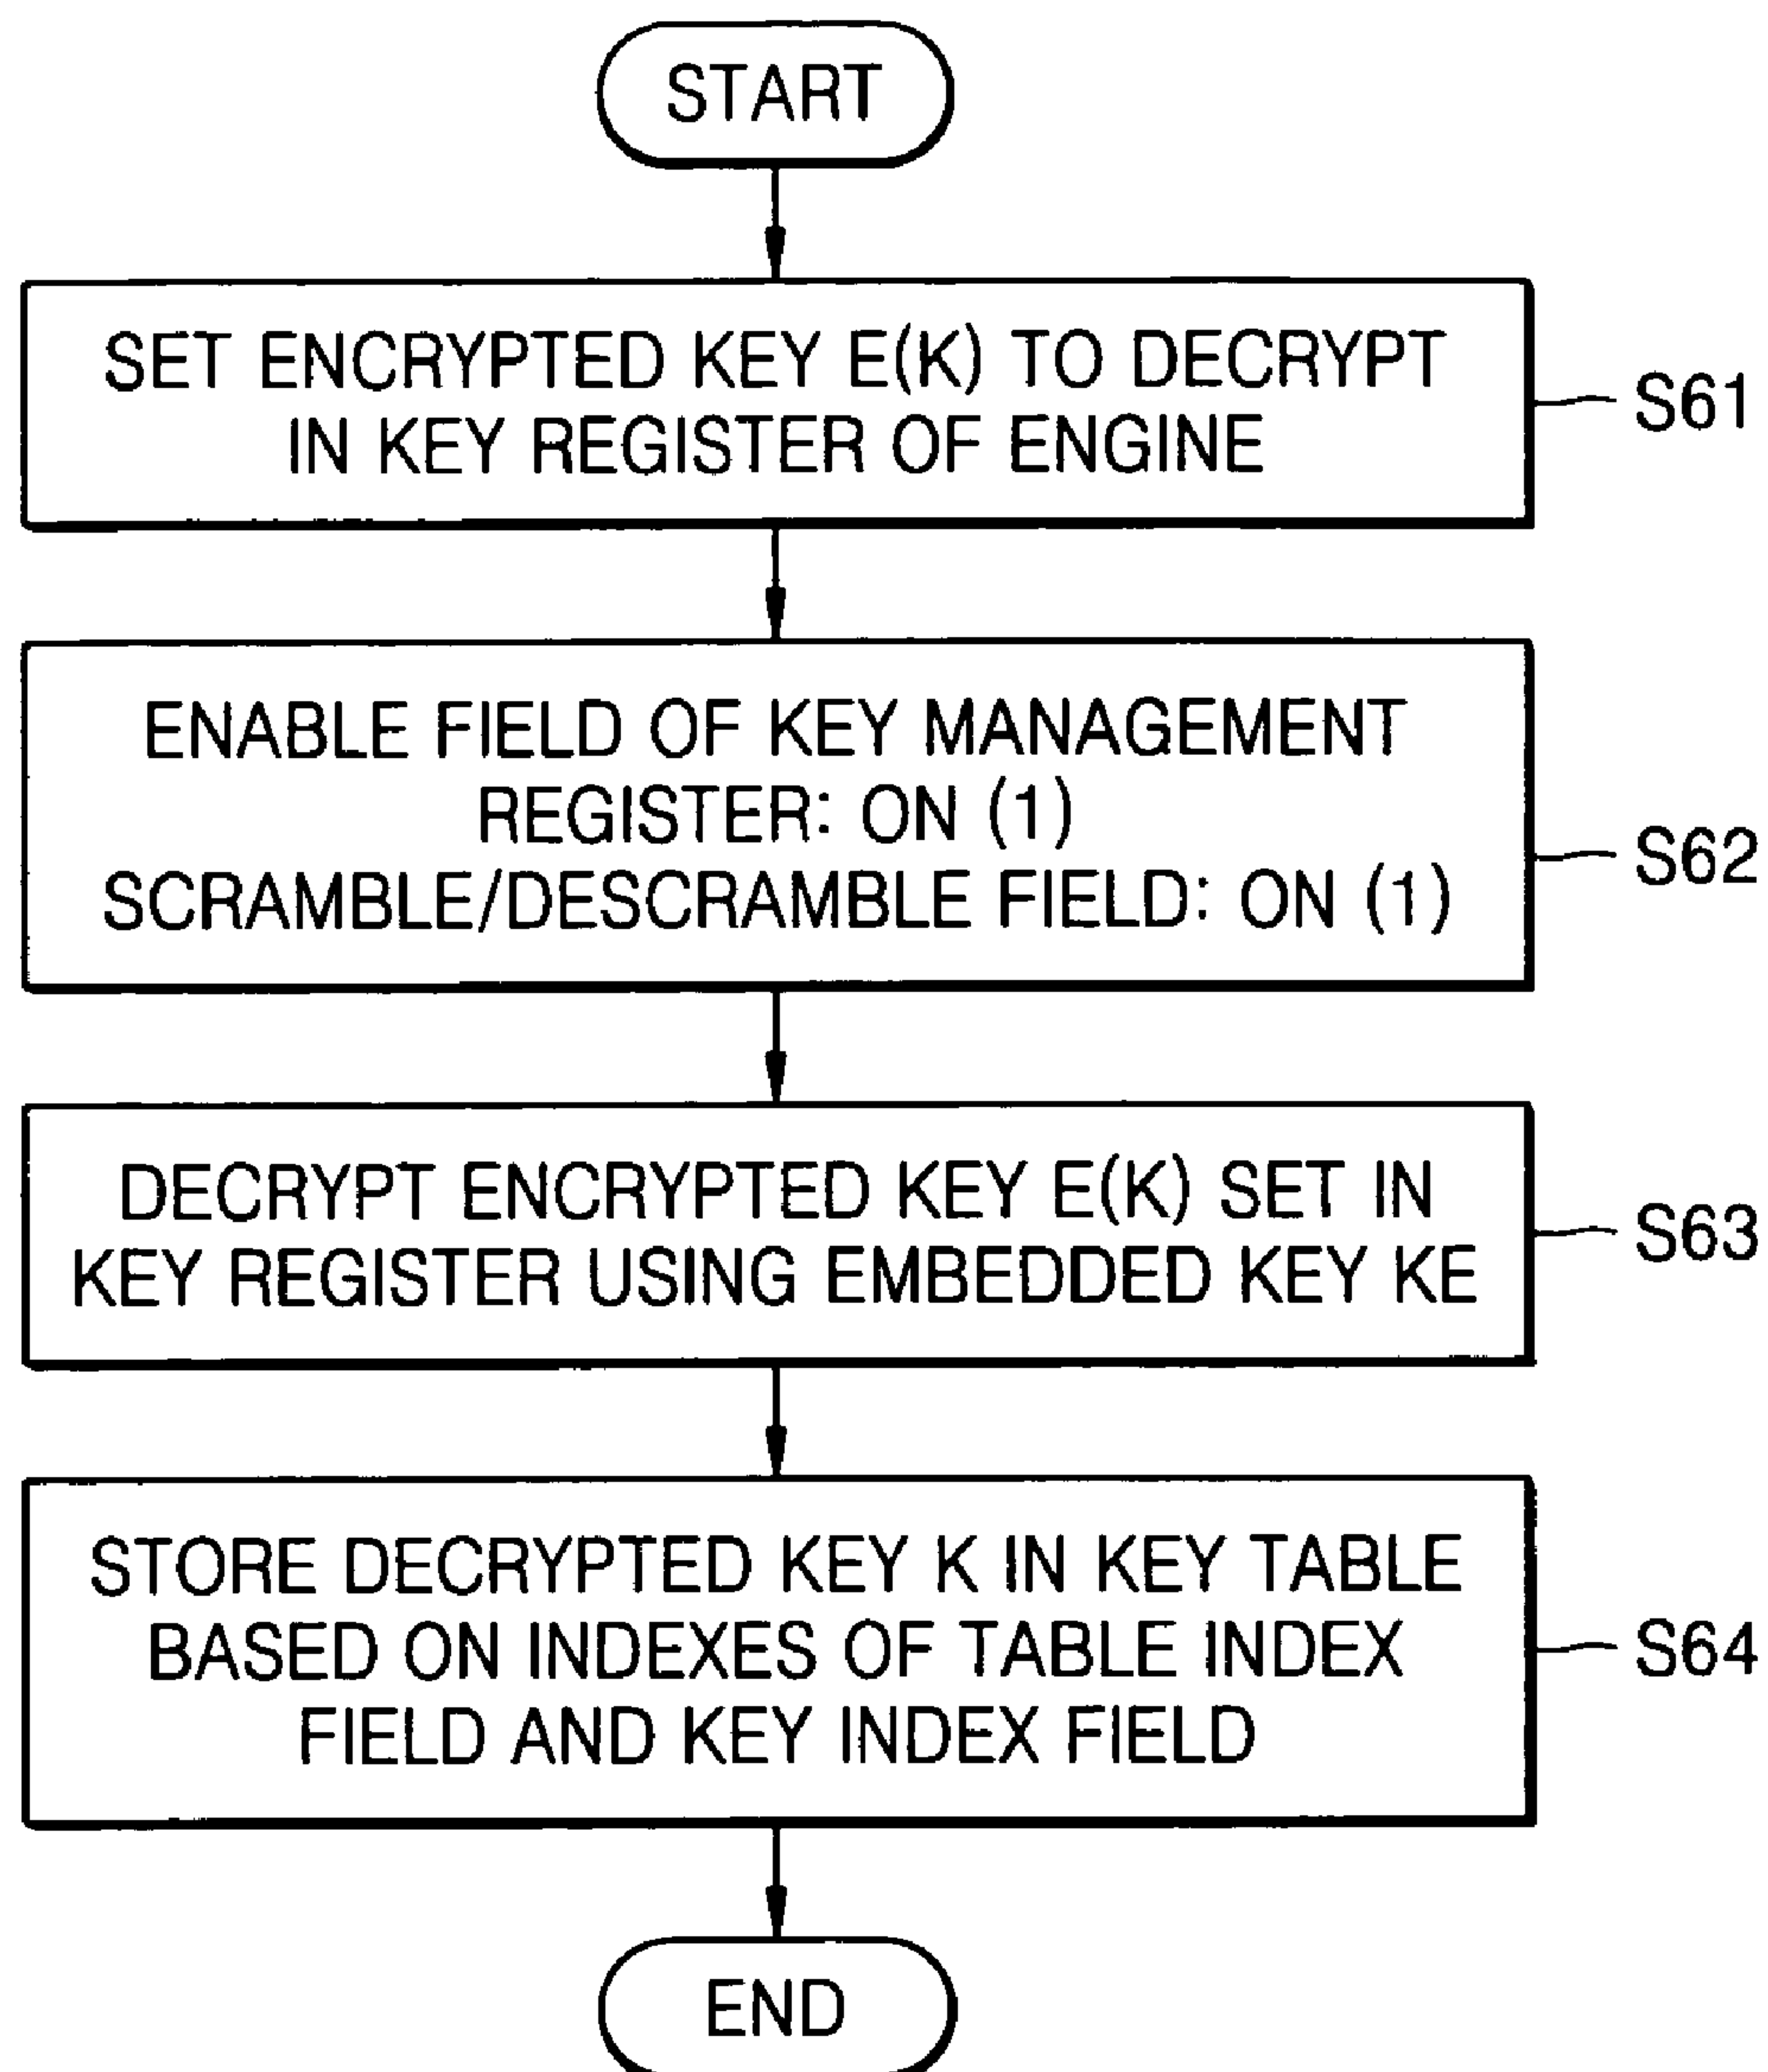 START
SET ENCRYPTED KEY E(K) TO DECRYPT
IN KEY REGISTER OF ENGINE
S61
ENABLE FIELD OF KEY MANAGEMENT
REGISTER: ON (1)
SCRAMBLE/DESCRAMBLE FIELD: ON (1)
S62
DECRYPT ENCRYPTED KEY E(K) SET IN
KEY REGISTER USING EMBEDDED KEY KE
S63
STORE DECRYPTED KEY K IN KEY TABLE
BASED ON INDEXES OF TABLE INDEX
FIELD AND KEY INDEX FIELD
S64
END